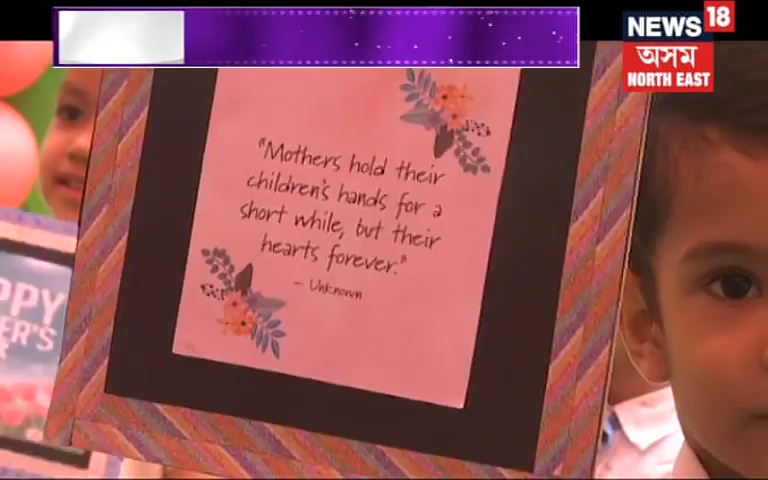 NEWS 18
অসম
NORTH EAST
"Mothers hold their
children's hands for a
short while, but their
hearts forever."
– Unknown
PPY
ER'S